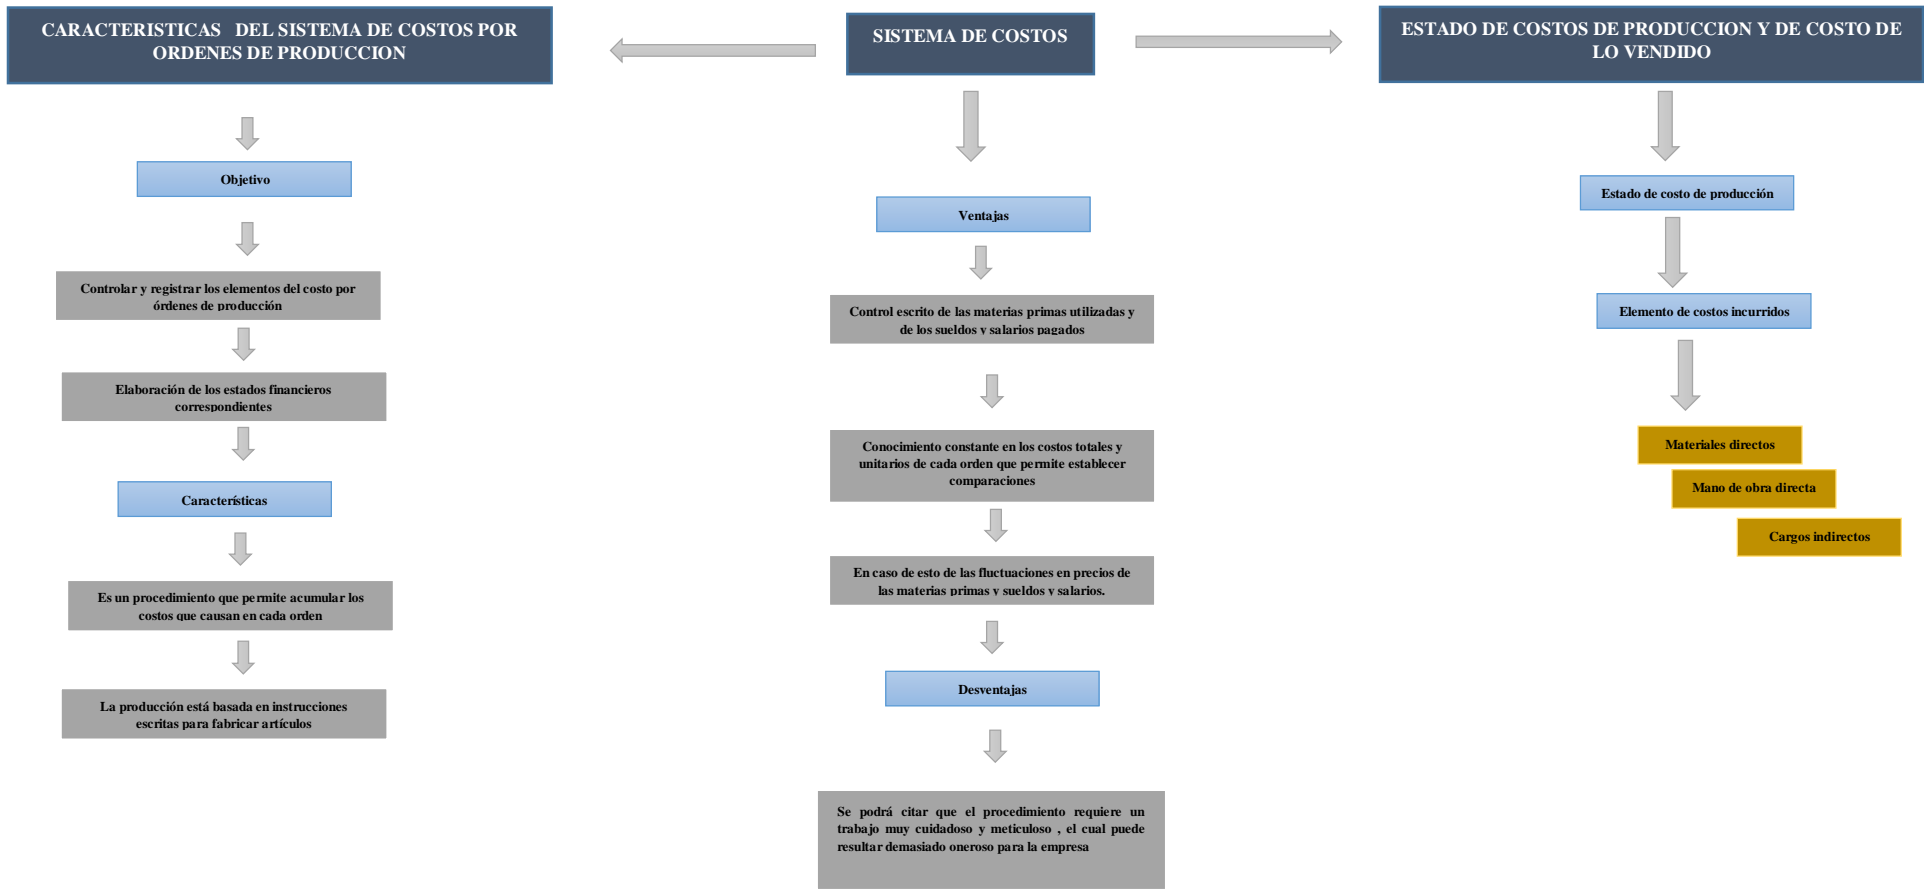 CARACTERISTICAS DEL SISTEMA DE COSTOS POR
ORDENES DE PRODUCCION
Objetivo
Controlar y registrar los elementos del costo por
órdenes de producción
Elaboración de los estados financieros
correspondientes
Características
Es un procedimiento que permite acumular los
costos que causan en cada orden
La producción está basada en instrucciones
escritas para fabricar artículos
SISTEMA DE COSTOS
Ventajas
Control escrito de las materias primas utilizadas y
de los sueldos y salarios pagados
Conocimiento constante en los costos totales y
unitarios de cada orden que permite establecer
comparaciones
En caso de esto de las fluctuaciones en precios de
las materias primas y sueldos y salarios.
Desventajas
Se podrá citar que el procedimiento requiere un
trabajo muy cuidadoso y meticuloso , el cual puede
resultar demasiado oneroso para la empresa
ESTADO DE COSTOS DE PRODUCCION Y DE COSTO DE
LO VENDIDO
Estado de costo de producción
Elemento de costos incurridos
Materiales directos
Mano de obra directa
Cargos indirectos